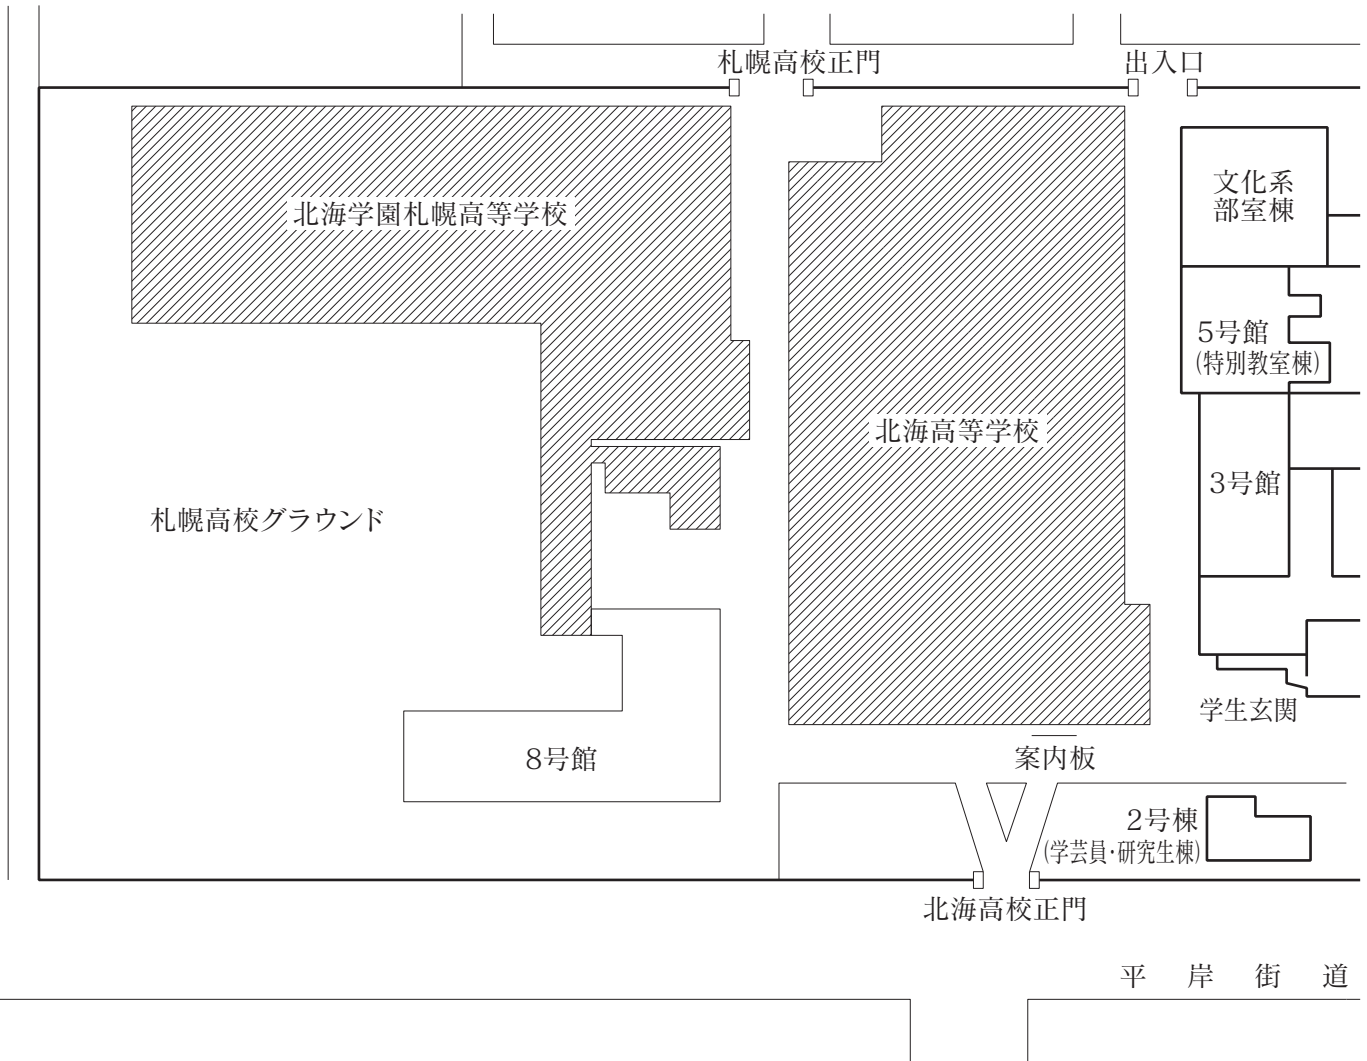 札幌高校正門
出入口
文化系
部室棟
北海学園札幌高等学校
5号館
(特別教室棟)
北海高等学校
3号館
札幌高校グラウンド
学生玄関
8号館
案内板
2号棟
(学芸員・研究生棟)
北海高校正門
平岸街道